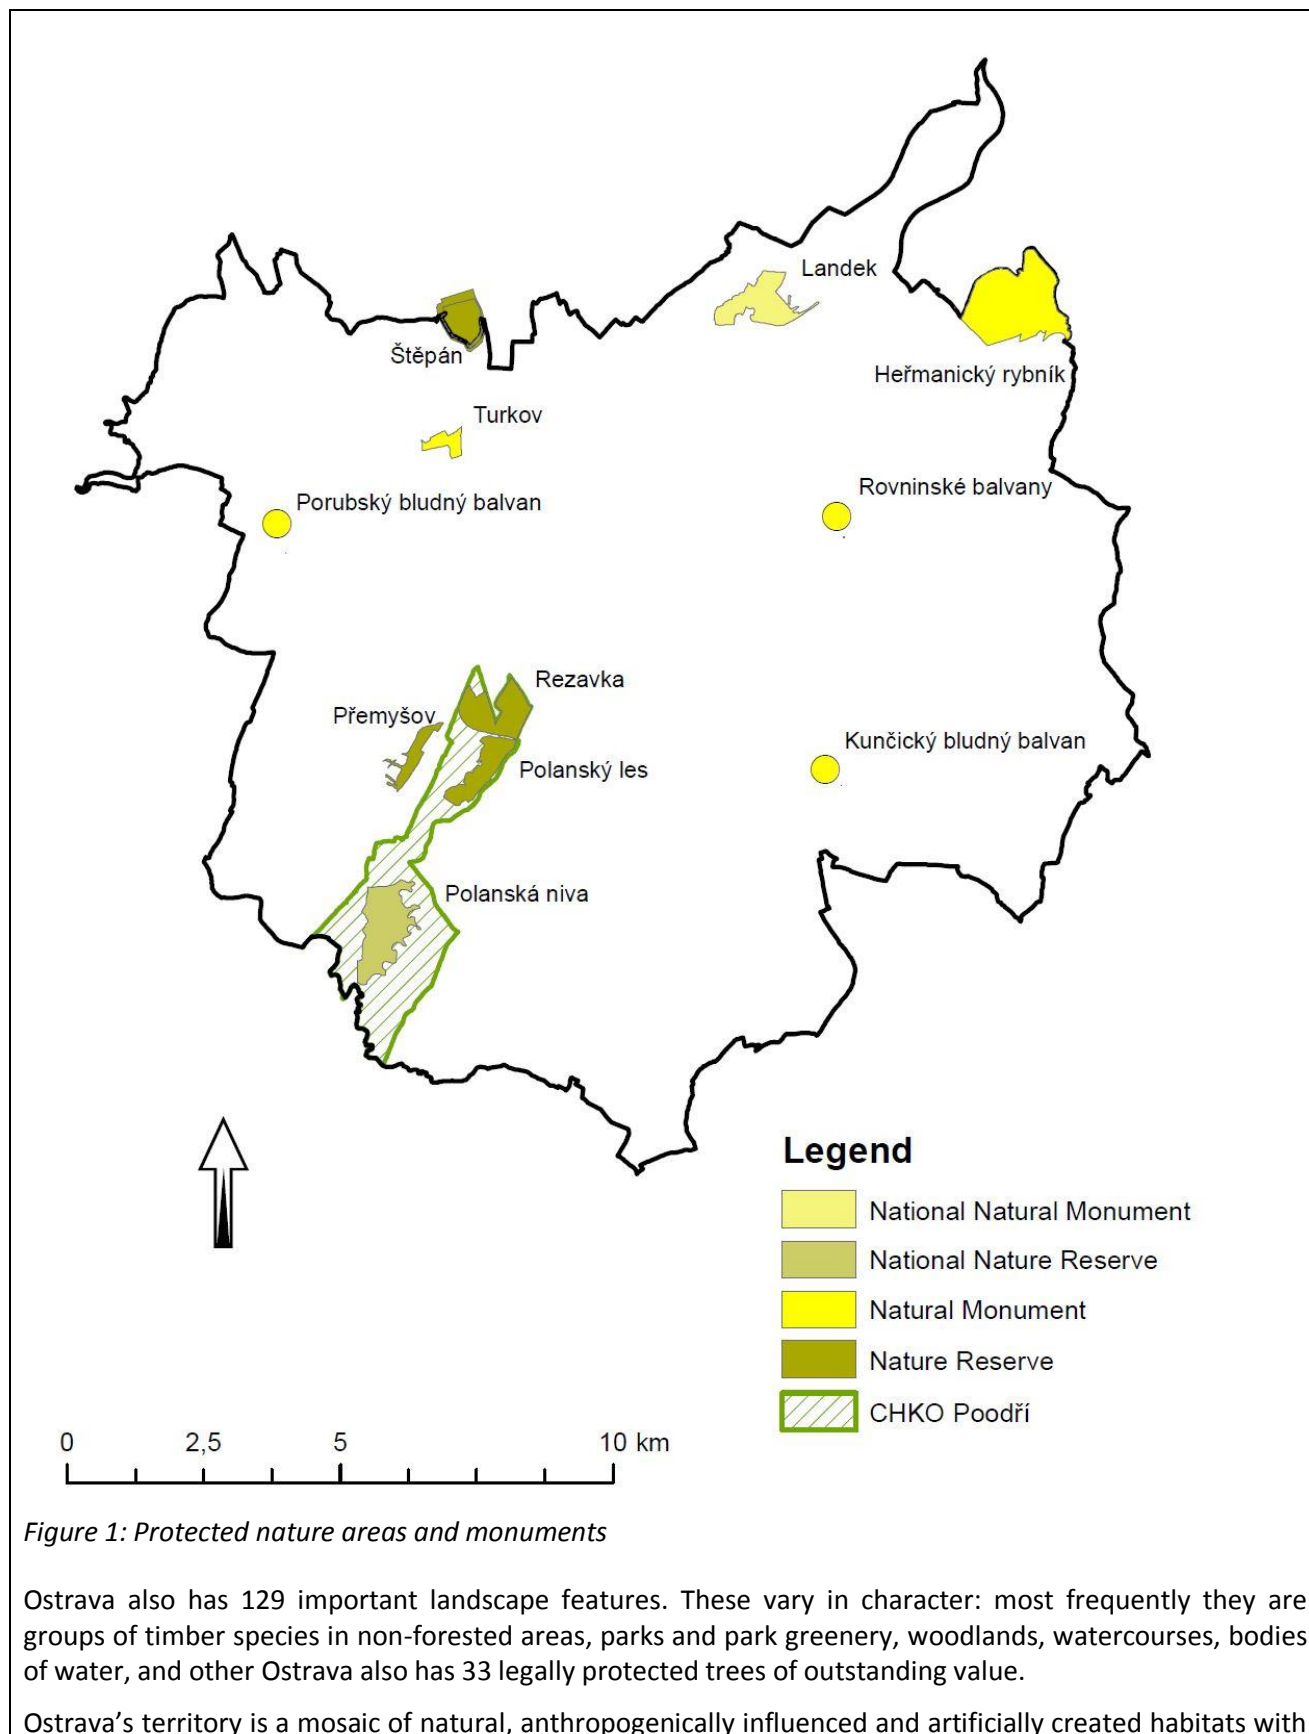 Landek
Heřmanický rybník
Štěpán
Turkov
Porubský bludný balvan
Rovninské balvany
Rezavka
Přemyšov
Kunčický bludný balvan
Polanský les
Polanská niva
Legend
National Natural Monument
National Nature Reserve
Natural Monument
Nature Reserve
CHKO Poodří
0 2,5 5 10 km
Figure 1: Protected nature areas and monuments
Ostrava also has 129 important landscape features. These vary in character: most frequently they are
groups of timber species in non-forested areas, parks and park greenery, woodlands, watercourses, bodies
of water, and other Ostrava also has 33 legally protected trees of outstanding value.
Ostrava's territory is a mosaic of natural, anthropogenically influenced and artificially created habitats with